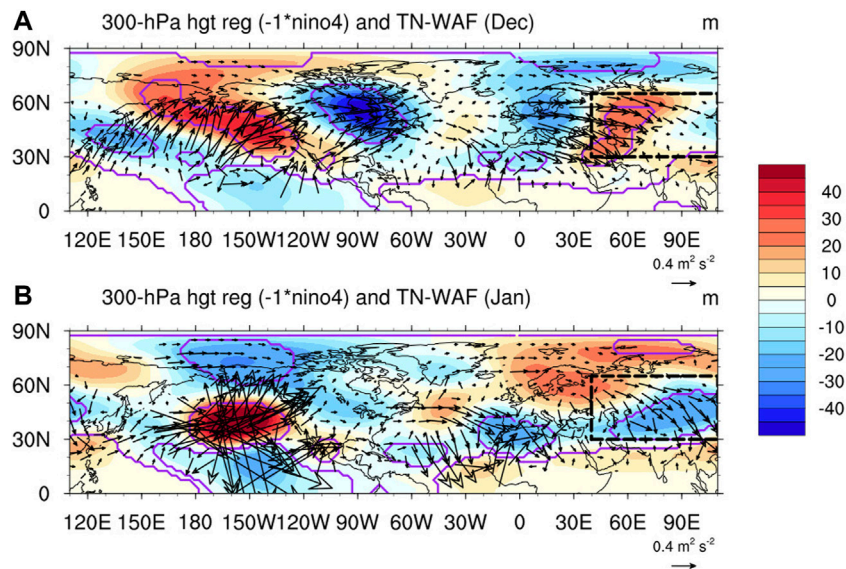 A
300-hPa hgt reg (-1*nino4) and TN-WAF (Dec) m
90N
60N
30N
0
120E 150E 180 150W 120W 90W 60W 30W 0 30E 60E 90E
0.4 m² s⁻²
B
300-hPa hgt reg (-1*nino4) and TN-WAF (Jan) m
90N
60N
30N
0
120E 150E 180 150W 120W 90W 60W 30W 0 30E 60E 90E
0.4 m² s⁻²
40
30
20
10
0
-10
-20
-30
-40